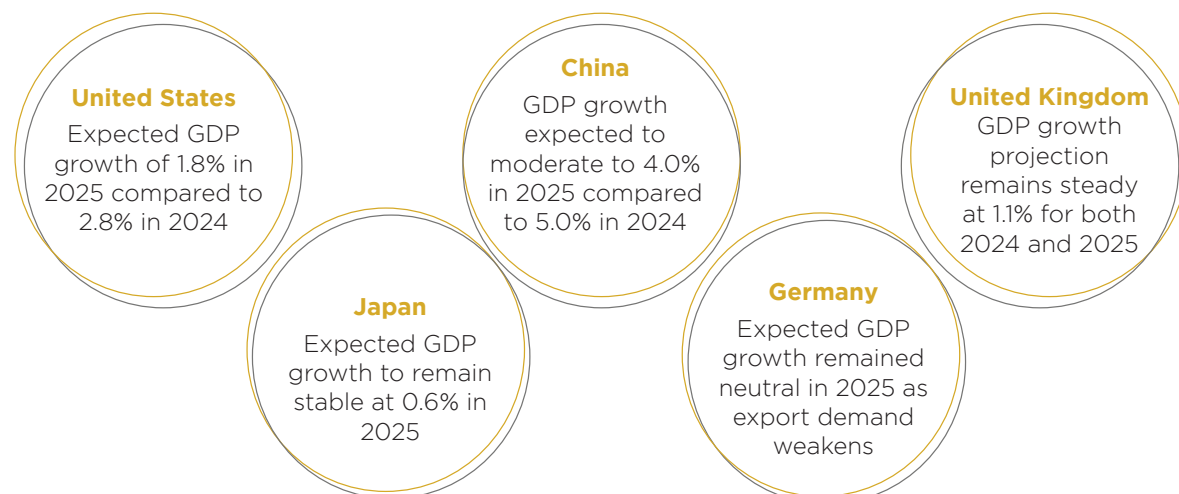 United States
Expected GDP
growth of 1.8% in
2025 compared to
2.8% in 2024
Japan
Expected GDP
growth to remain
stable at 0.6% in
2025
China
GDP growth
expected to
moderate to 4.0%
in 2025 compared
to 5.0% in 2024
Germany
Expected GDP
growth remained
neutral in 2025 as
export demand
weakens
United Kingdom
GDP growth
projection
remains steady
at 1.1% for both
2024 and 2025